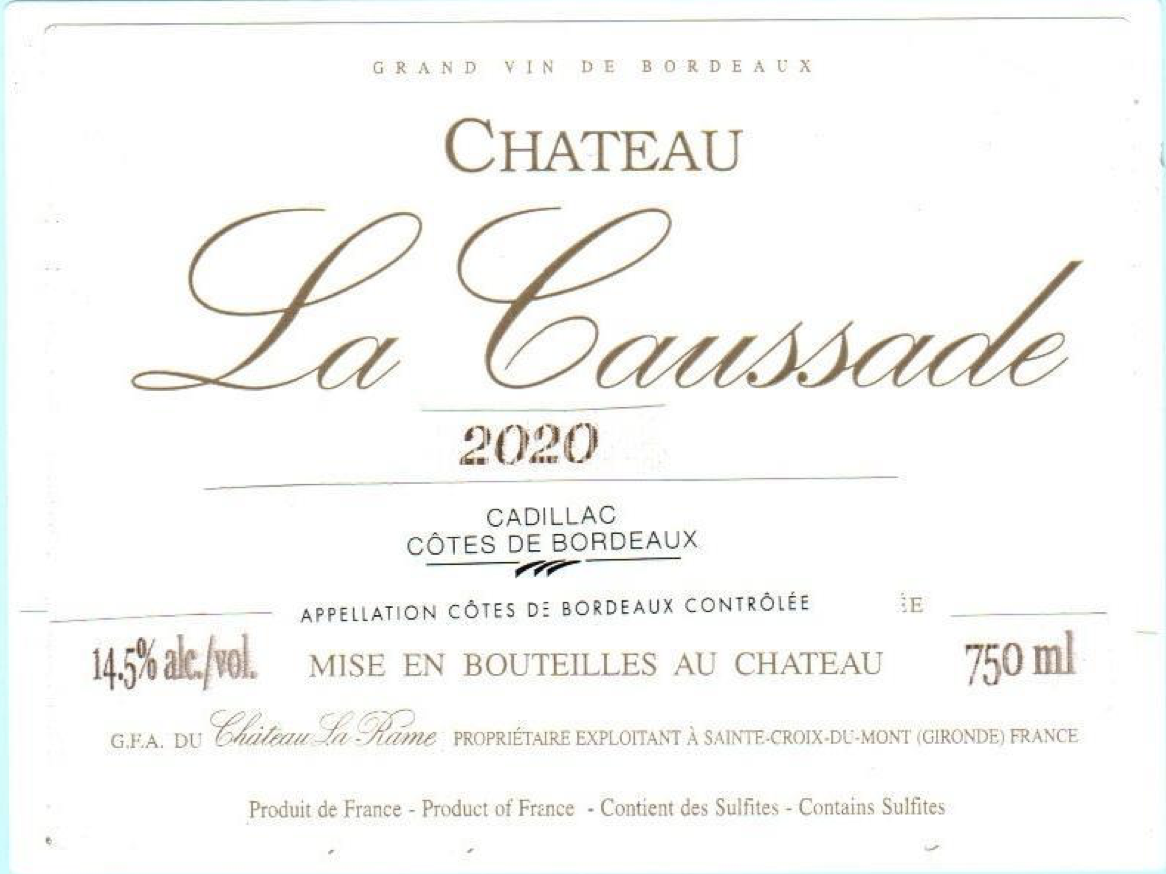 GRAND VIN DE BORDEAUX
CHATEAU
La Caussade
2020
CADILLAC
CÔTES DE BORDEAUX
APPELLATION CÔTES DE BORDEAUX CONTRÔLÉE ÉE
14.5% alc./vol. MISE EN BOUTEILLES AU CHATEAU 750 ml
G.F.A. DU Château La Rame PROPRIÉTAIRE EXPLOITANT À SAINTE-CROIX-DU-MONT (GIRONDE) FRANCE
Produit de France - Product of France - Contient des Sulfites - Contains Sulfites